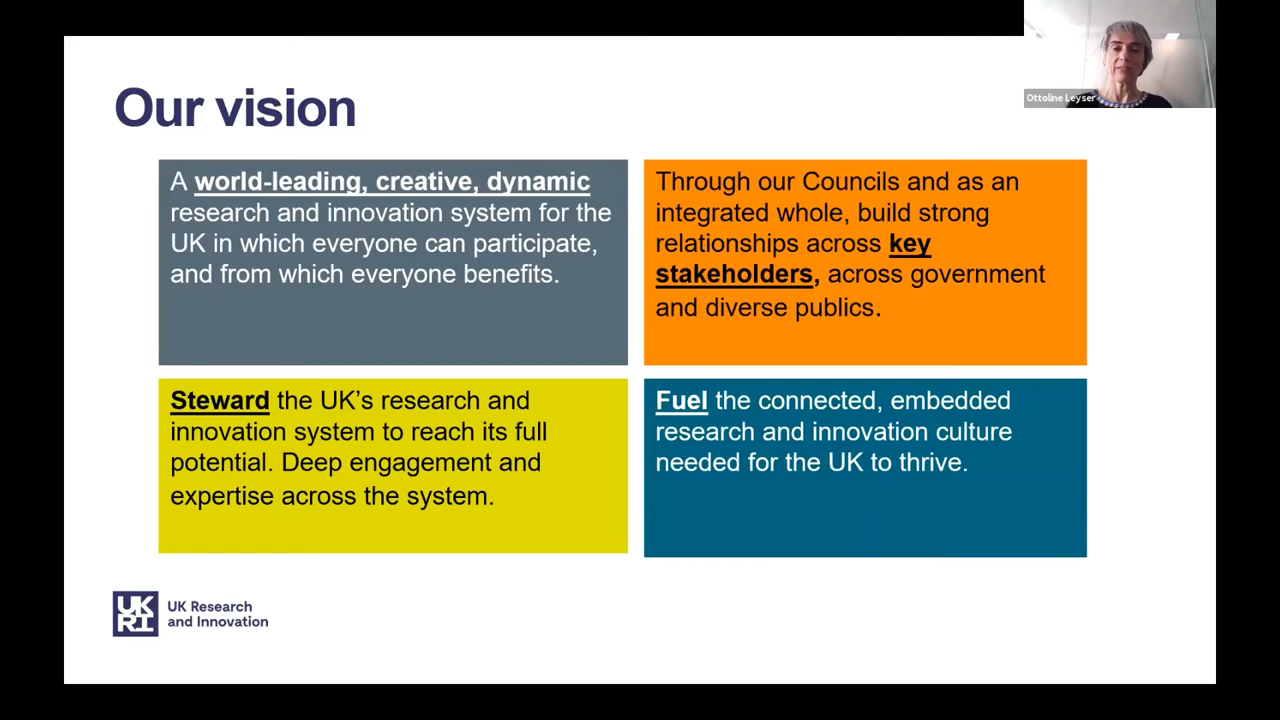 Our vision
Ottoline Leyser
A world-leading, creative, dynamic
research and innovation system for the
UK in which everyone can participate,
and from which everyone benefits.
Through our Councils and as an
integrated whole, build strong
relationships across key
stakeholders, across government
and diverse publics.
Steward the UK’s research and
innovation system to reach its full
potential. Deep engagement and
expertise across the system.
Fuel the connected, embedded
research and innovation culture
needed for the UK to thrive.
UK
RI
UK Research
and Innovation